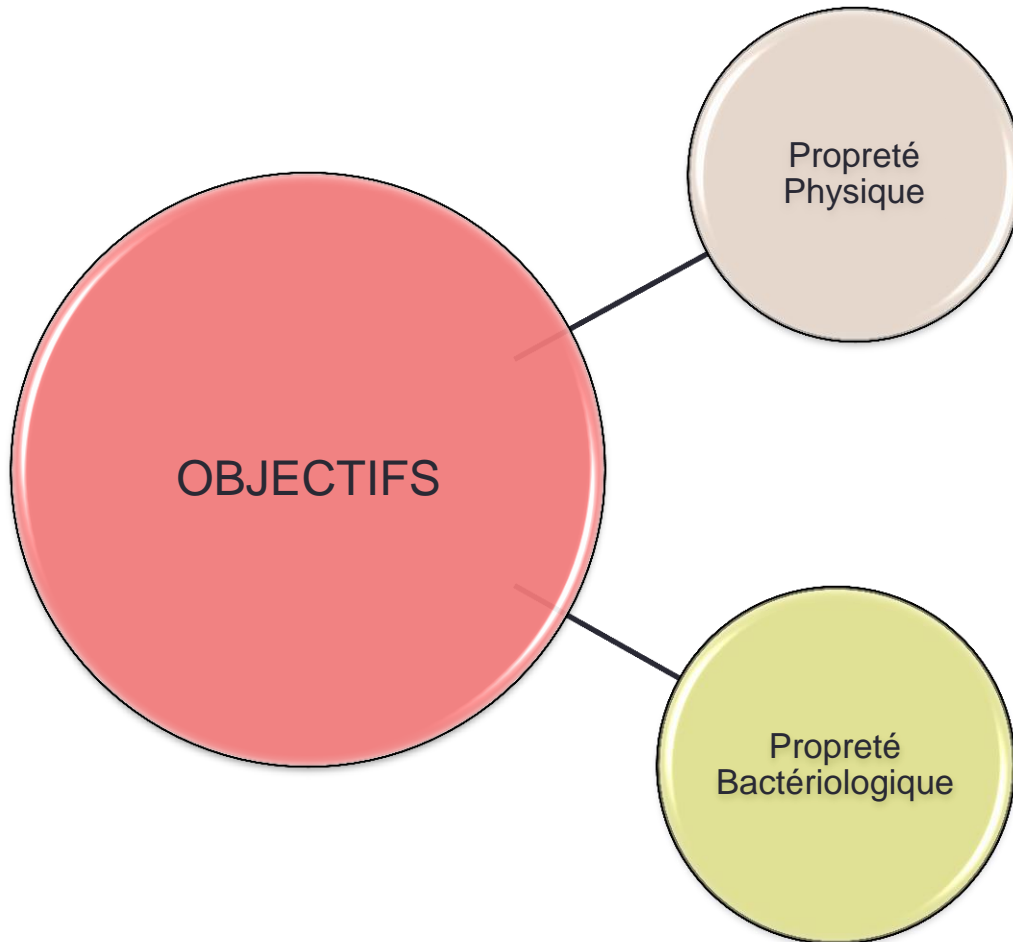 Propreté
Physique
OBJECTIFS
Propreté
Bactériologique